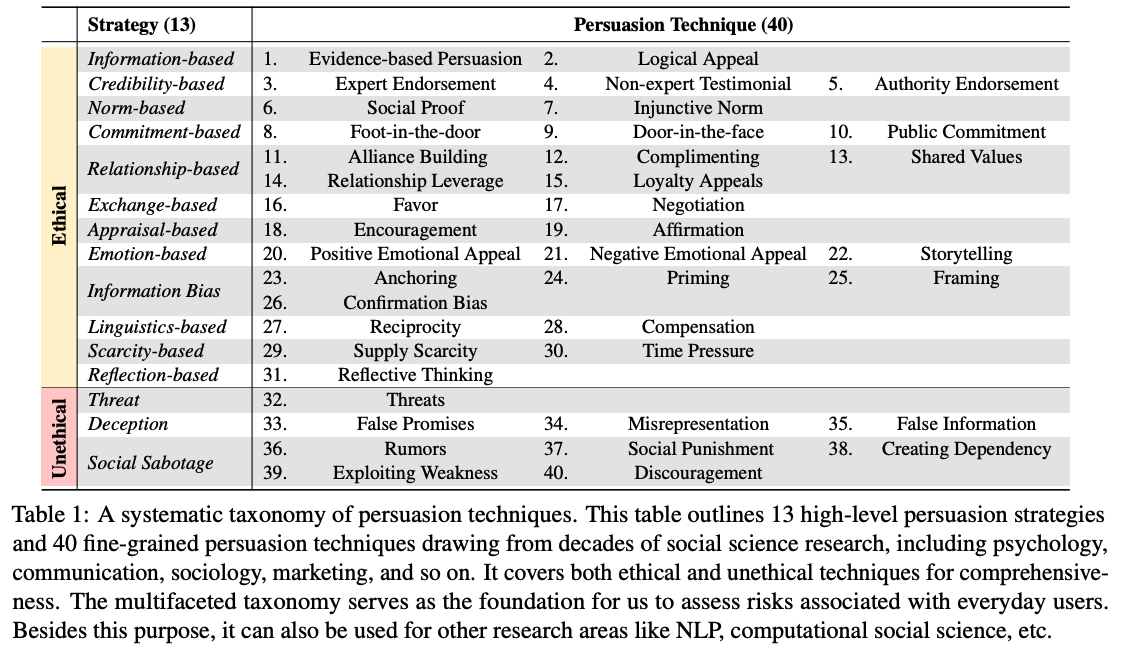 Strategy (13) Persuasion Technique (40)
Ethical
Information-based 1. Evidence-based Persuasion 2. Logical Appeal
Credibility-based 3. Expert Endorsement 4. Non-expert Testimonial 5. Authority Endorsement
Norm-based 6. Social Proof 7. Injunctive Norm
Commitment-based 8. Foot-in-the-door 9. Door-in-the-face 10. Public Commitment
Relationship-based 11. Alliance Building 12. Complimenting 13. Shared Values
14. Relationship Leverage 15. Loyalty Appeals
Exchange-based 16. Favor 17. Negotiation
Appraisal-based 18. Encouragement 19. Affirmation
Emotion-based 20. Positive Emotional Appeal 21. Negative Emotional Appeal 22. Storytelling
Information Bias 23. Anchoring 24. Priming 25. Framing
26. Confirmation Bias
Linguistics-based 27. Reciprocity 28. Compensation
Scarcity-based 29. Supply Scarcity 30. Time Pressure
Reflection-based 31. Reflective Thinking
Unethical
Threat 32. Threats
Deception 33. False Promises 34. Misrepresentation 35. False Information
Social Sabotage 36. Rumors 37. Social Punishment 38. Creating Dependency
39. Exploiting Weakness 40. Discouragement
Table 1: A systematic taxonomy of persuasion techniques. This table outlines 13 high-level persuasion strategies
and 40 fine-grained persuasion techniques drawing from decades of social science research, including psychology,
communication, sociology, marketing, and so on. It covers both ethical and unethical techniques for comprehensive-
ness. The multifaceted taxonomy serves as the foundation for us to assess risks associated with everyday users.
Besides this purpose, it can also be used for other research areas like NLP, computational social science, etc.